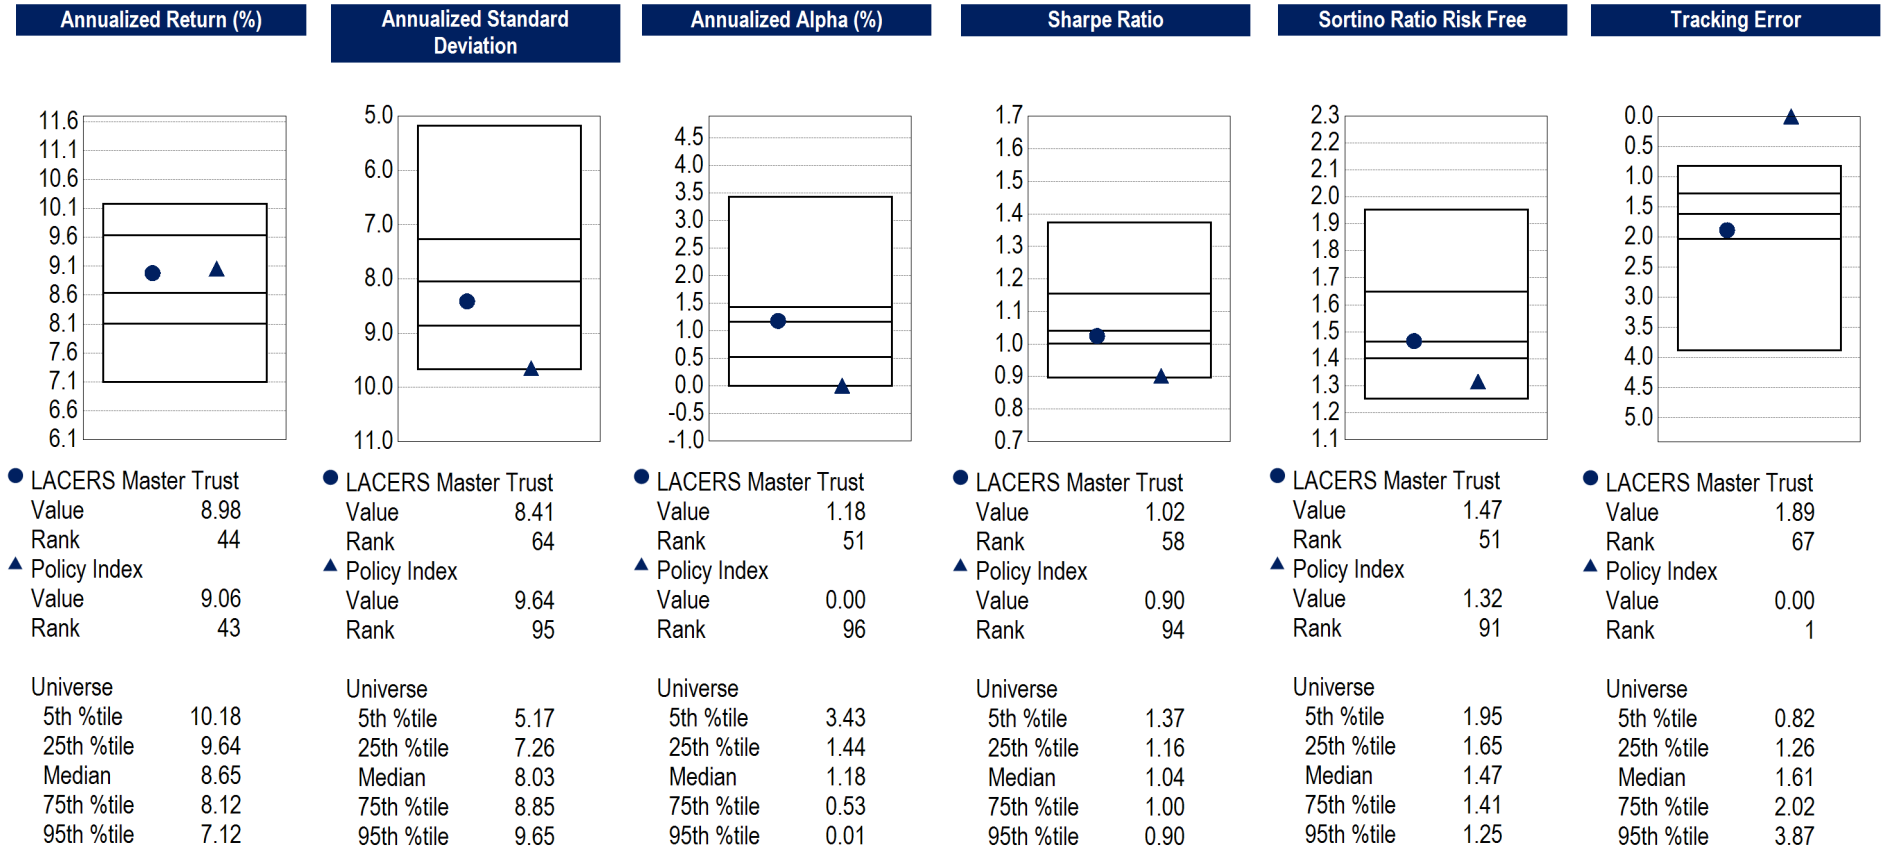 Annualized Return (%)
11.6
11.1
10.6
10.1
9.6
9.1
8.6
8.1
7.6
7.1
6.6
6.1
LACERS Master Trust
Value 8.98
Rank 44
Policy Index
Value 9.06
Rank 43
Universe
5th %tile 10.18
25th %tile 9.64
Median 8.65
75th %tile 8.12
95th %tile 7.12
Annualized Standard
Deviation
5.0
6.0
7.0
8.0
9.0
10.0
11.0
LACERS Master Trust
Value 8.41
Rank 64
Policy Index
Value 9.64
Rank 95
Universe
5th %tile 5.17
25th %tile 7.26
Median 8.03
75th %tile 8.85
95th %tile 9.65
Annualized Alpha (%)
4.5
4.0
3.5
3.0
2.5
2.0
1.5
1.0
0.5
0.0
-0.5
-1.0
LACERS Master Trust
Value 1.18
Rank 51
Policy Index
Value 0.00
Rank 96
Universe
5th %tile 3.43
25th %tile 1.44
Median 1.18
75th %tile 0.53
95th %tile 0.01
Sharpe Ratio
1.7
1.6
1.5
1.4
1.3
1.2
1.1
1.0
0.9
0.8
0.7
LACERS Master Trust
Value 1.02
Rank 58
Policy Index
Value 0.90
Rank 94
Universe
5th %tile 1.37
25th %tile 1.16
Median 1.04
75th %tile 1.00
95th %tile 0.90
Sortino Ratio Risk Free
2.3
2.2
2.1
2.0
1.9
1.8
1.7
1.6
1.5
1.4
1.3
1.2
1.1
LACERS Master Trust
Value 1.47
Rank 51
Policy Index
Value 1.32
Rank 91
Universe
5th %tile 1.95
25th %tile 1.65
Median 1.47
75th %tile 1.41
95th %tile 1.25
Tracking Error
0.0
0.5
1.0
1.5
2.0
2.5
3.0
3.5
4.0
4.5
5.0
LACERS Master Trust
Value 1.89
Rank 67
Policy Index
Value 0.00
Rank 1
Universe
5th %tile 0.82
25th %tile 1.26
Median 1.61
75th %tile 2.02
95th %tile 3.87